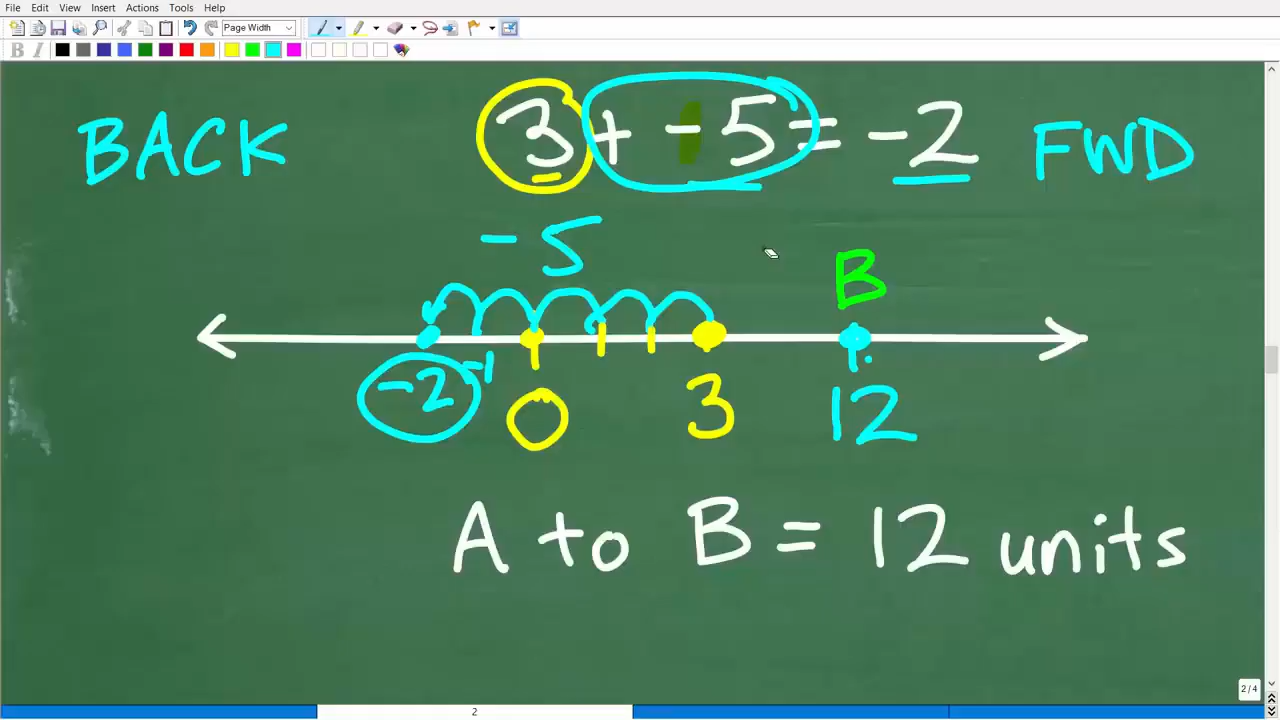 File Edit View Insert Actions Tools Help
Page Width
B I
3 + -5 = -2
BACK
FWD
-5
B
-2 -1 0 3 12
A to B = 12 units
2/4
2